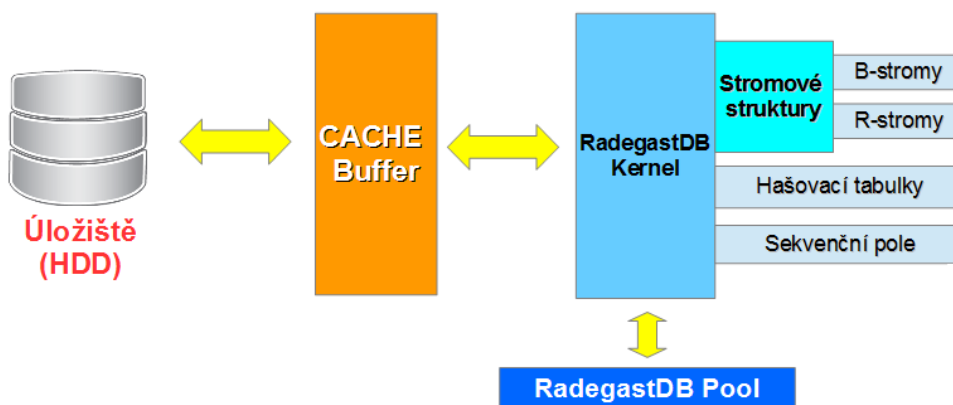 Úložiště
(HDD)
CACHE
Buffer
RadegastDB
Kernel
Stromové
struktury
B-stromy
R-stromy
Hašovací tabulky
Sekvenční pole
RadegastDB Pool